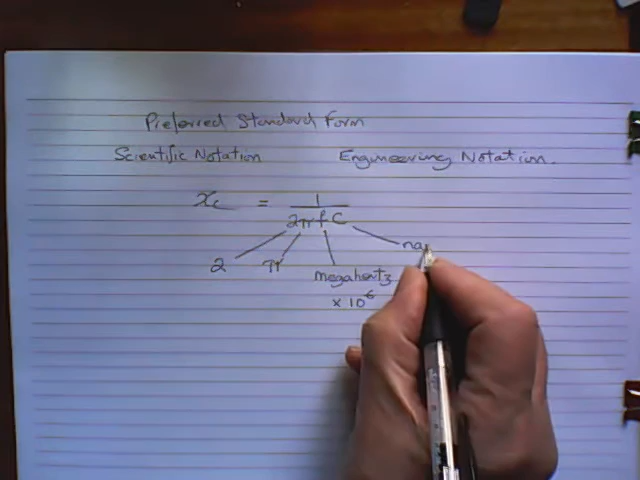 Preferred Standard Form
Scientific Notation Engineering Notation.
Xc = 1
2πfC
na
2 π megahertz
× 10⁶